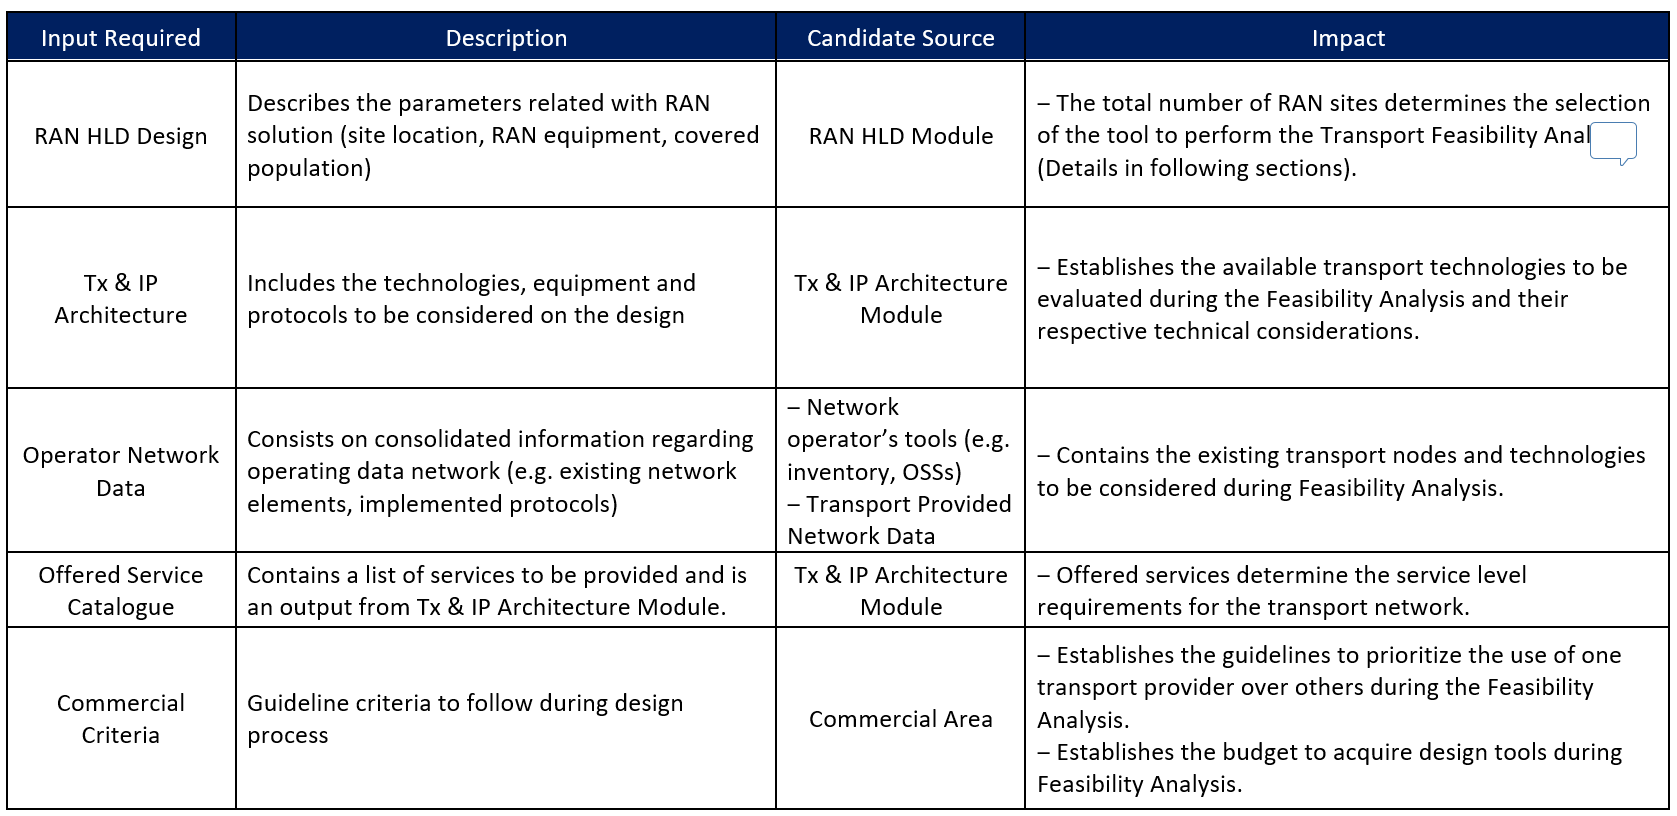 Input Required
Description
Candidate Source
Impact
RAN HLD Design
Describes the parameters related with RAN
solution (site location, RAN equipment, covered
population)
RAN HLD Module
– The total number of RAN sites determines the selection
of the tool to perform the Transport Feasibility
(Details in following sections).
Tx & IP
Architecture
Includes the technologies, equipment and
protocols to be considered on the design
Tx & IP Architecture
Module
– Establishes the available transport technologies to be
evaluated during the Feasibility Analysis and their
respective technical considerations.
Operator Network
Data
Consists on consolidated information regarding
operating data network (e.g. existing network
elements, implemented protocols)
– Network
operator’s tools (e.g.
inventory, OSSs)
– Transport Provided
Network Data
– Contains the existing transport nodes and technologies
to be considered during Feasibility Analysis.
Offered Service
Catalogue
Contains a list of services to be provided and is
an output from Tx & IP Architecture Module.
Tx & IP Architecture
Module
– Offered services determine the service level
requirements for the transport network.
Commercial
Criteria
Guideline criteria to follow during design
process
Commercial Area
– Establishes the guidelines to prioritize the use of one
transport provider over others during the Feasibility
Analysis.
– Establishes the budget to acquire design tools during
Feasibility Analysis.